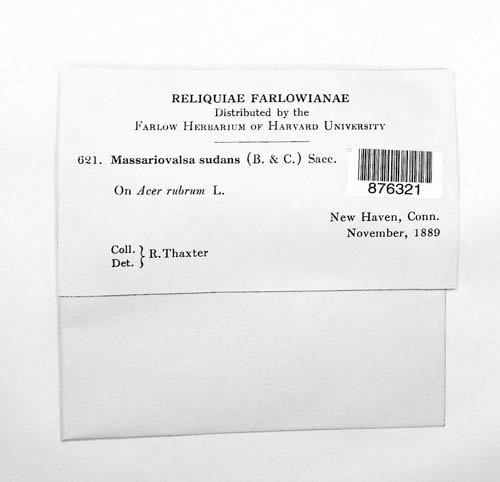 RELIQUIAE FARLOWIANAE
Distributed by the
FARLOW HERBARIUM OF HARVARD UNIVERSITY
621. Massariovalsa sudans (B. & C.) Sacc.
876321
On Acer rubrum L.
New Haven, Conn.
November, 1889
Coll.
Det. } R. Thaxter